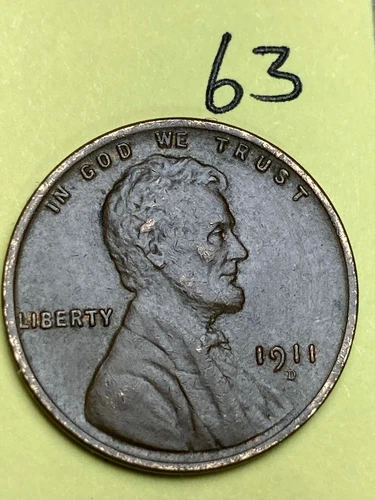 63
IN GOD WE TRUST
LIBERTY
1911
D